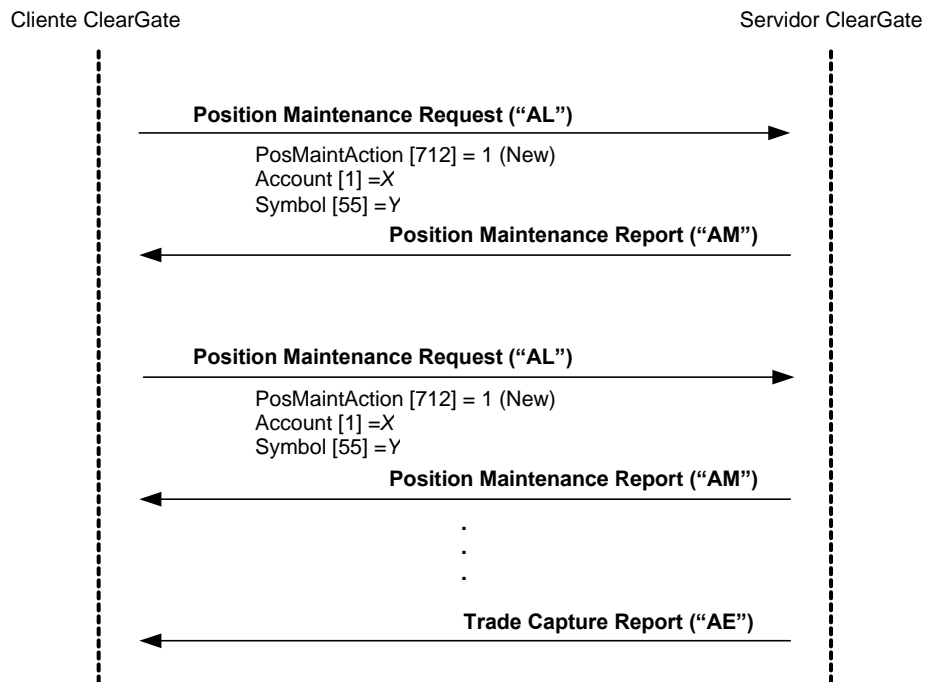 Cliente ClearGate
Servidor ClearGate
Position Maintenance Request (“AL”)
PosMaintAction [712] = 1 (New)
Account [1] =X
Symbol [55] =Y
Position Maintenance Report (“AM”)
Position Maintenance Request (“AL”)
PosMaintAction [712] = 1 (New)
Account [1] =X
Symbol [55] =Y
Position Maintenance Report (“AM”)
.
.
.
Trade Capture Report (“AE”)